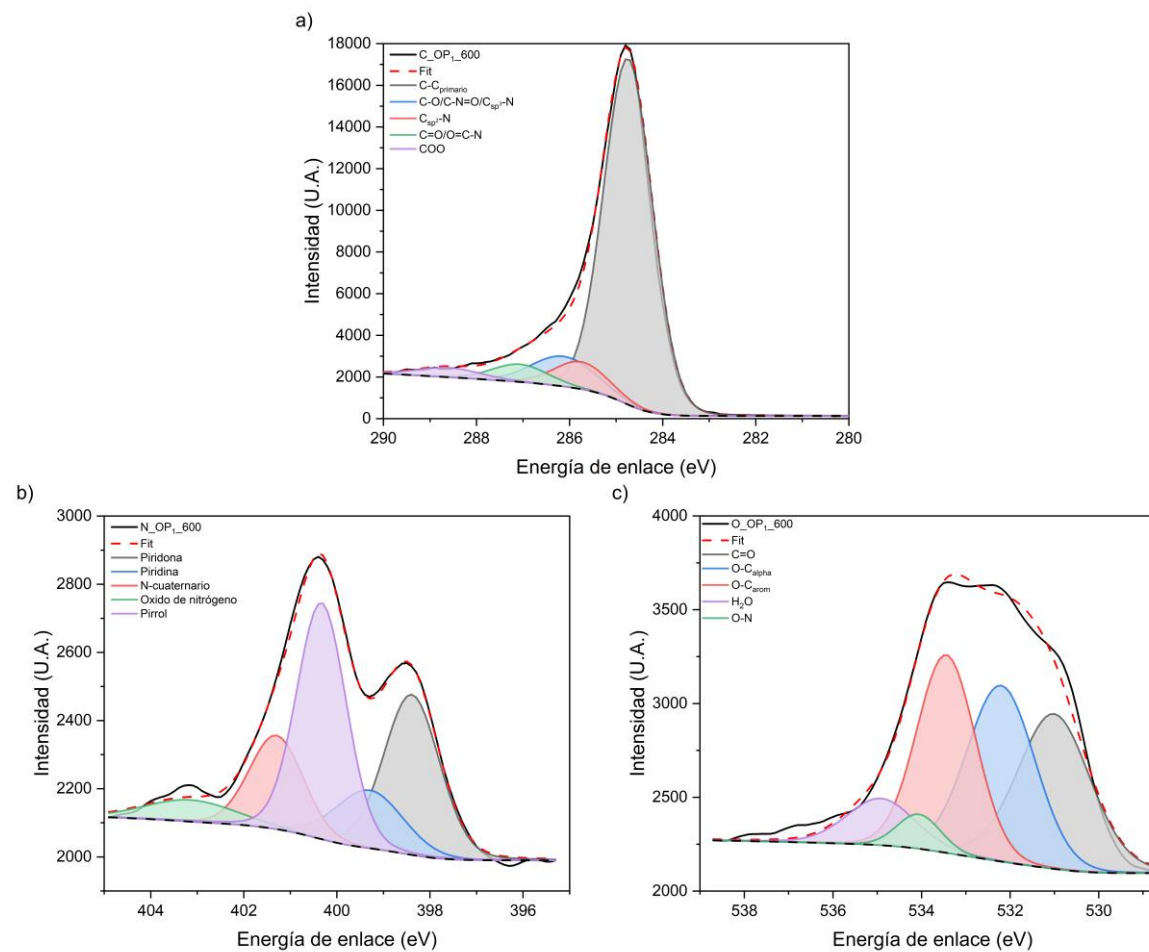 a)
18000
16000
14000
12000
10000
8000
6000
4000
2000
0
Intensidad (U.A.)
C_OP₁_600
Fit
C-Cprimario
C-O/C-N=O/Csp³-N
Csp²-N
C=O/O=C-N
COO
290 288 286 284 282 280
Energía de enlace (eV)
b)
3000
2800
2600
2400
2200
2000
Intensidad (U.A.)
N_OP₁_600
Fit
Piridona
Piridina
N-cuaternario
Oxido de nitrógeno
Pirrol
404 402 400 398 396
Energía de enlace (eV)
c)
4000
3500
3000
2500
2000
Intensidad (U.A.)
O_OP₁_600
Fit
C=O
O-Calpha
O-Carom
H₂O
O-N
538 536 534 532 530
Energía de enlace (eV)